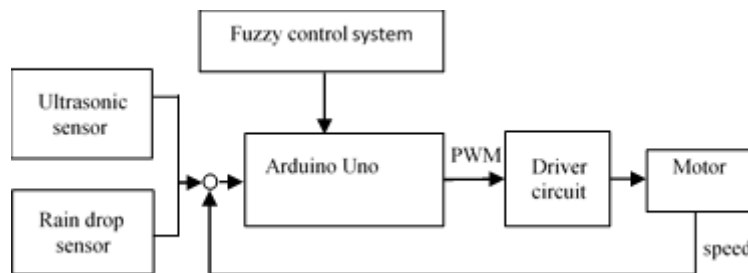 Fuzzy control system
Ultrasonic
sensor
Arduino Uno
PWM
Driver
circuit
Motor
Rain drop
sensor
speed